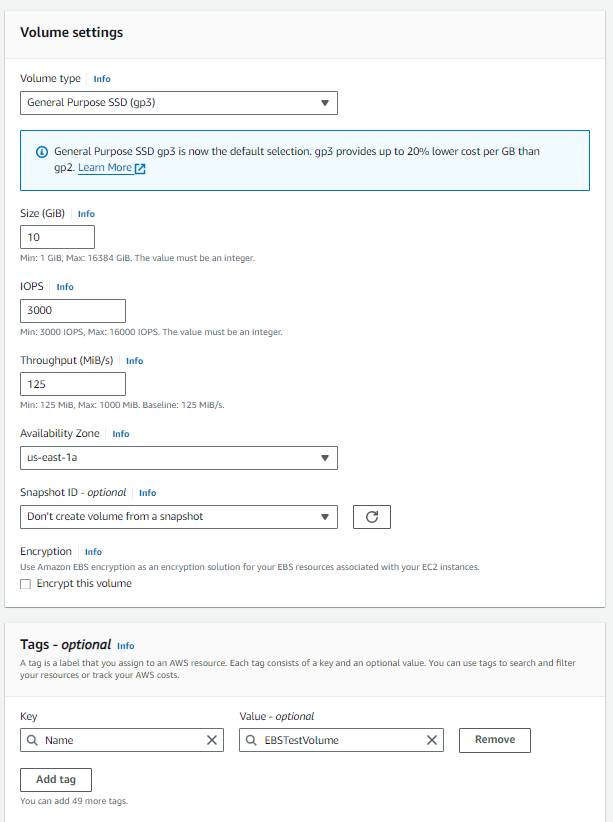 Volume settings
Volume type Info
General Purpose SSD (gp3)
General Purpose SSD gp3 is now the default selection. gp3 provides up to 20% lower cost per GB than
gp2. Learn More
Size (GiB) Info
10
Min: 1 GiB, Max: 16384 GiB. The value must be an integer.
IOPS Info
3000
Min: 3000 IOPS, Max: 16000 IOPS. The value must be an integer.
Throughput (MiB/s) Info
125
Min: 125 MiB, Max: 1000 MiB. Baseline: 125 MiB/s.
Availability Zone Info
us-east-1a
Snapshot ID - optional Info
Don't create volume from a snapshot
Encryption Info
Use Amazon EBS encryption as an encryption solution for your EBS resources associated with your EC2 instances.
Encrypt this volume
Tags - optional Info
A tag is a label that you assign to an AWS resource. Each tag consists of a key and an optional value. You can use tags to search and filter
your resources or track your AWS costs.
Key Value - optional
Name EBSTestVolume Remove
Add tag
You can add 49 more tags.